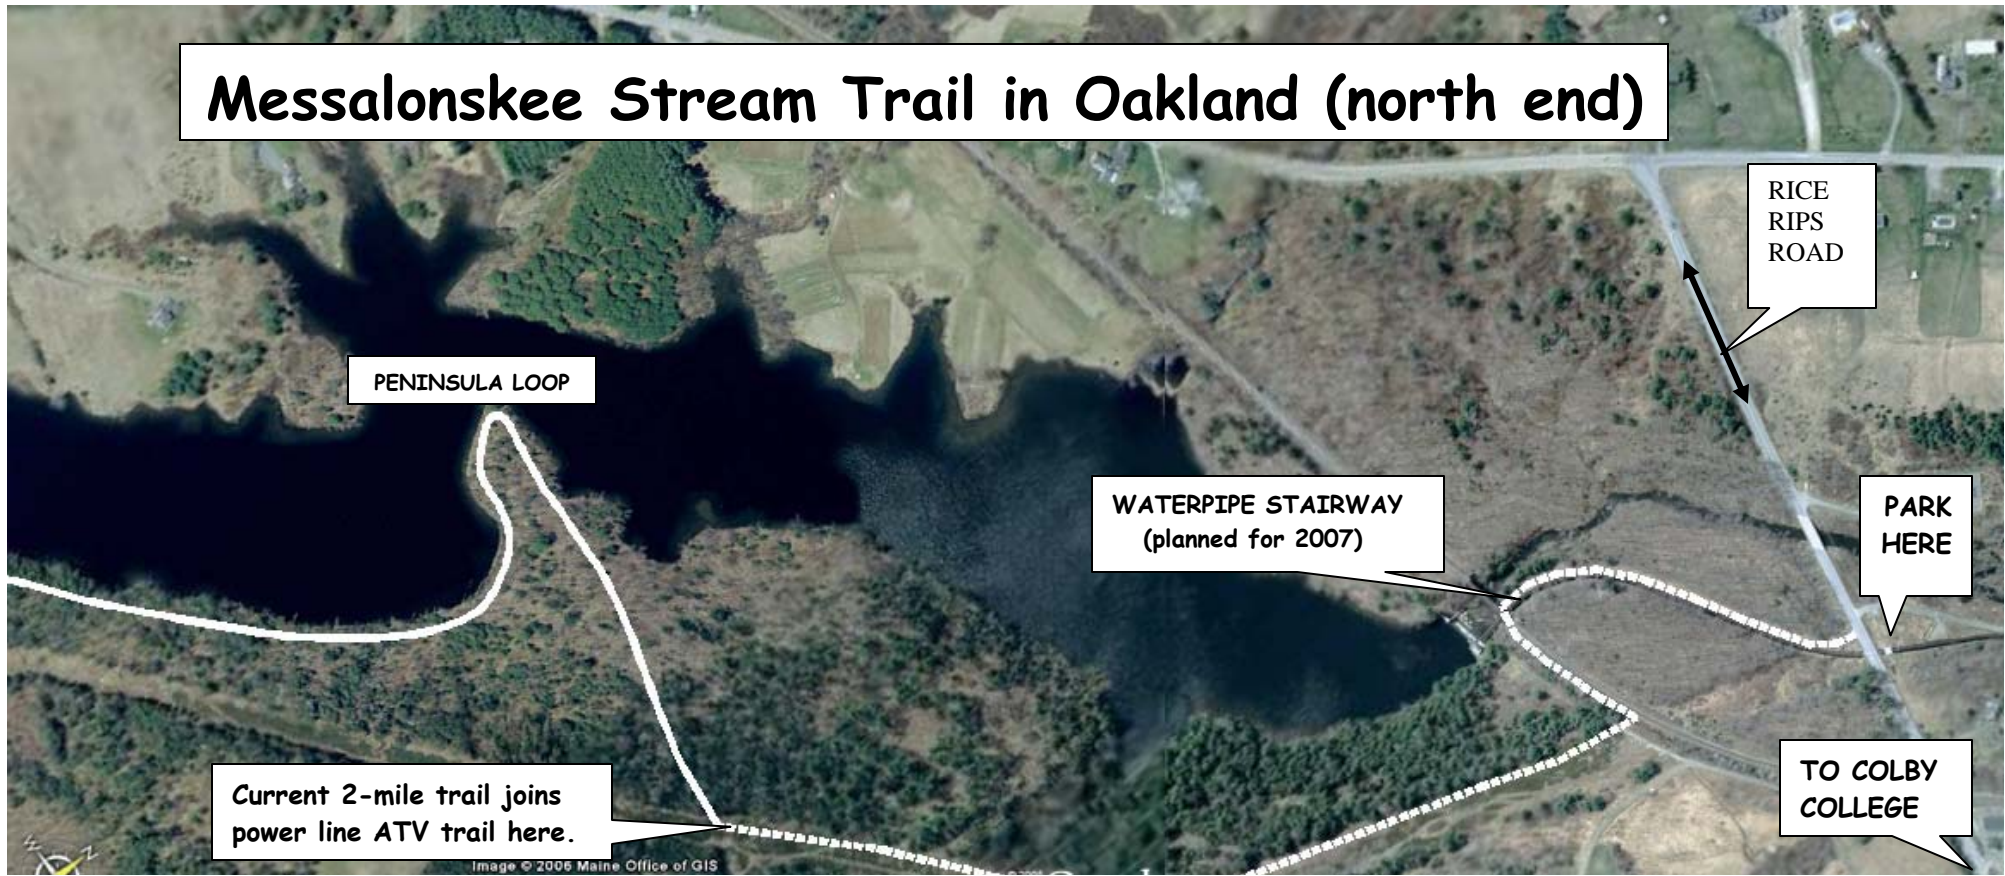 Messalonskee Stream Trail in Oakland (north end)
RICE
RIPS
ROAD
PENINSULA LOOP
WATERPIPE STAIRWAY
(planned for 2007)
PARK
HERE
TO COLBY
COLLEGE
Current 2-mile trail joins
power line ATV trail here.
W
N
Image © 2006 Maine Office of GIS